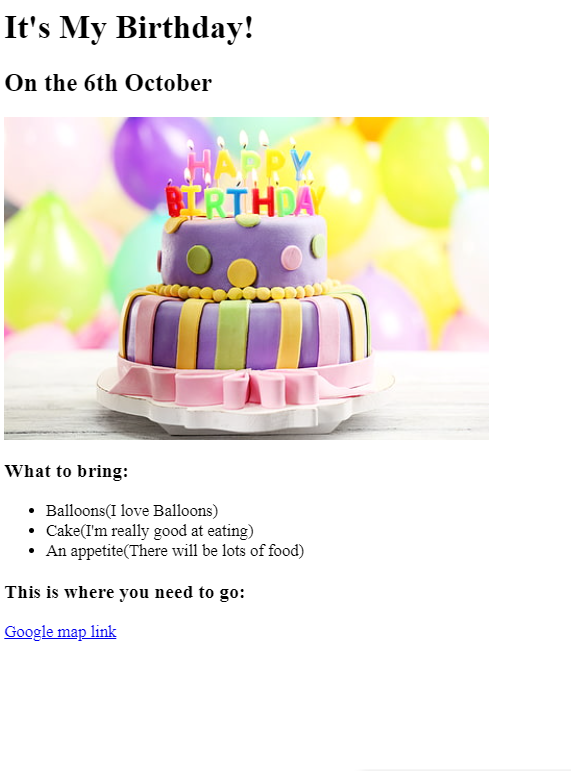 It's My Birthday!
On the 6th October
HAPPY
BIRTHDAY
What to bring:
Balloons(I love Balloons)
Cake(I'm really good at eating)
An appetite(There will be lots of food)
This is where you need to go:
Google map link